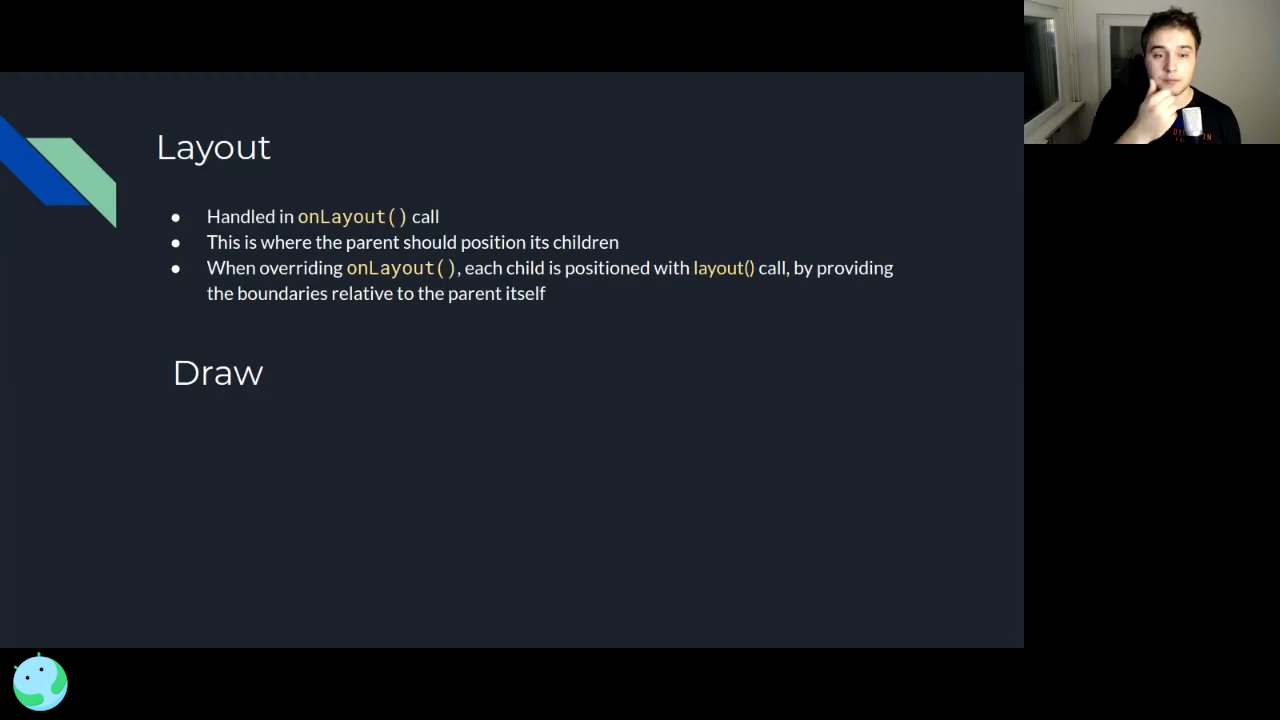 Layout
● Handled in onLayout() call
● This is where the parent should position its children
● When overriding onLayout(), each child is positioned with layout() call, by providing
the boundaries relative to the parent itself
Draw